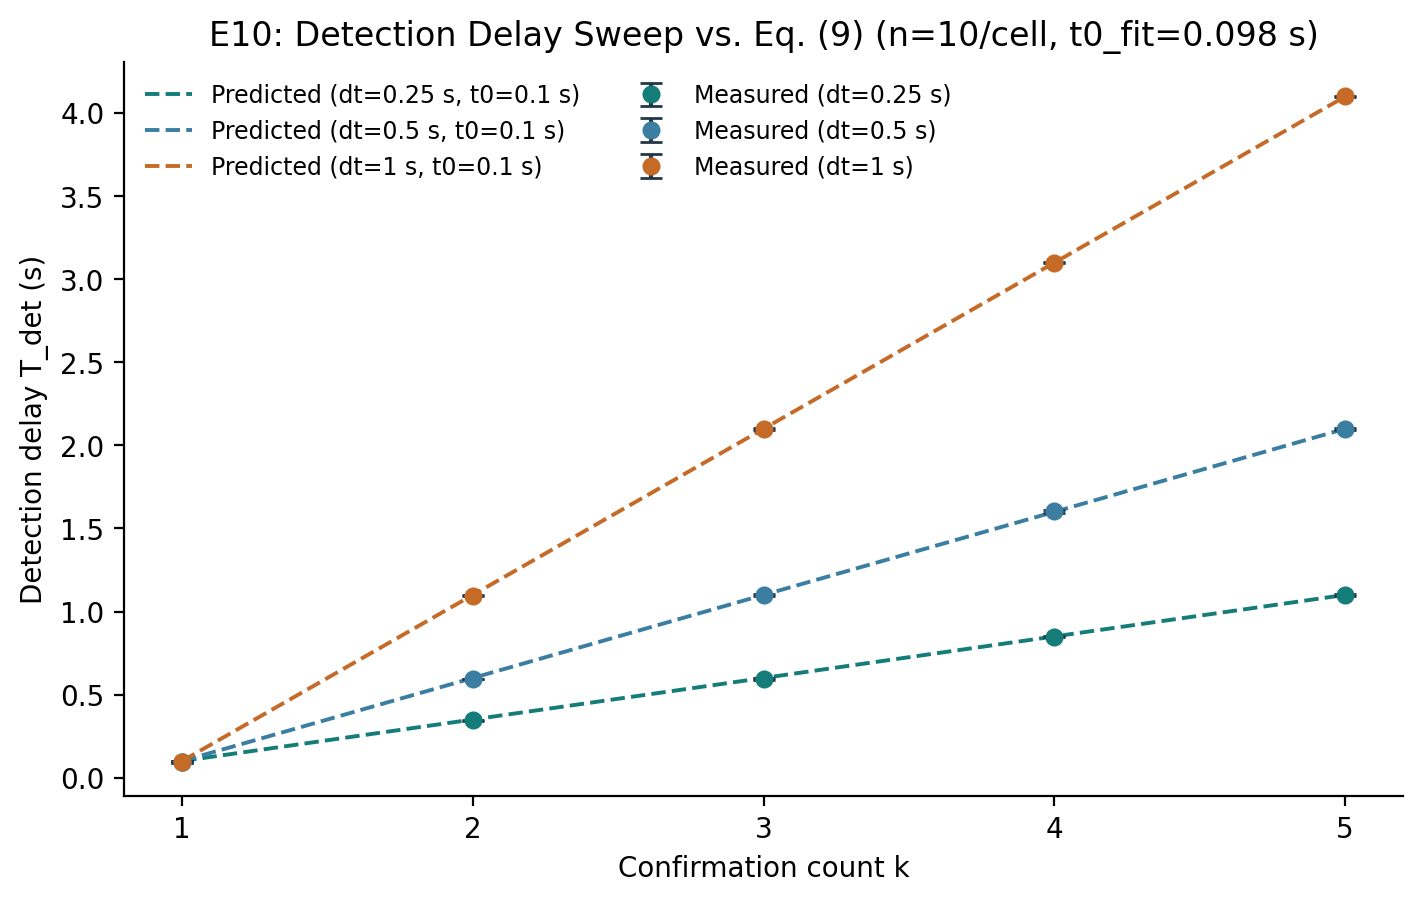 E10: Detection Delay Sweep vs. Eq. (9) (n=10/cell, t0_fit=0.098 s)
Predicted (dt=0.25 s, t0=0.1 s)
Predicted (dt=0.5 s, t0=0.1 s)
Predicted (dt=1 s, t0=0.1 s)
Measured (dt=0.25 s)
Measured (dt=0.5 s)
Measured (dt=1 s)
Detection delay T_det (s)
4.0
3.5
3.0
2.5
2.0
1.5
1.0
0.5
0.0
1 2 3 4 5
Confirmation count k